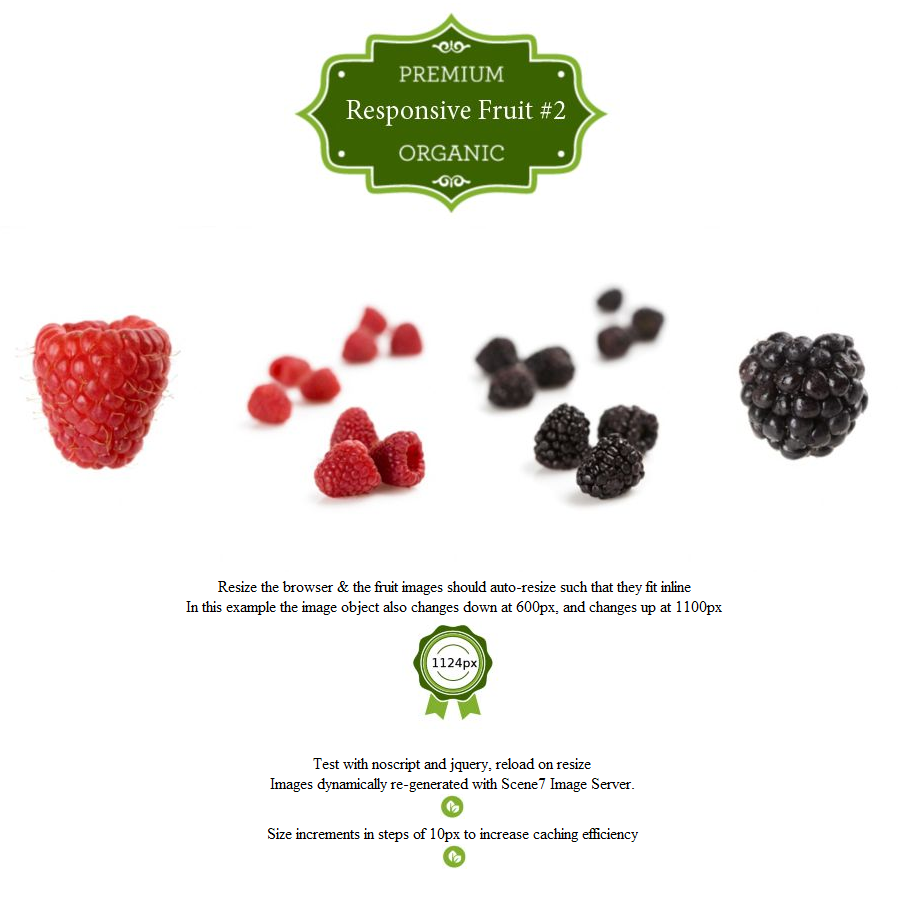 PREMIUM
Responsive Fruit #2
ORGANIC
Resize the browser & the fruit images should auto-resize such that they fit inline
In this example the image object also changes down at 600px, and changes up at 1100px
1124px
Test with noscript and jquery, reload on resize
Images dynamically re-generated with Scene7 Image Server.
Size increments in steps of 10px to increase caching efficiency